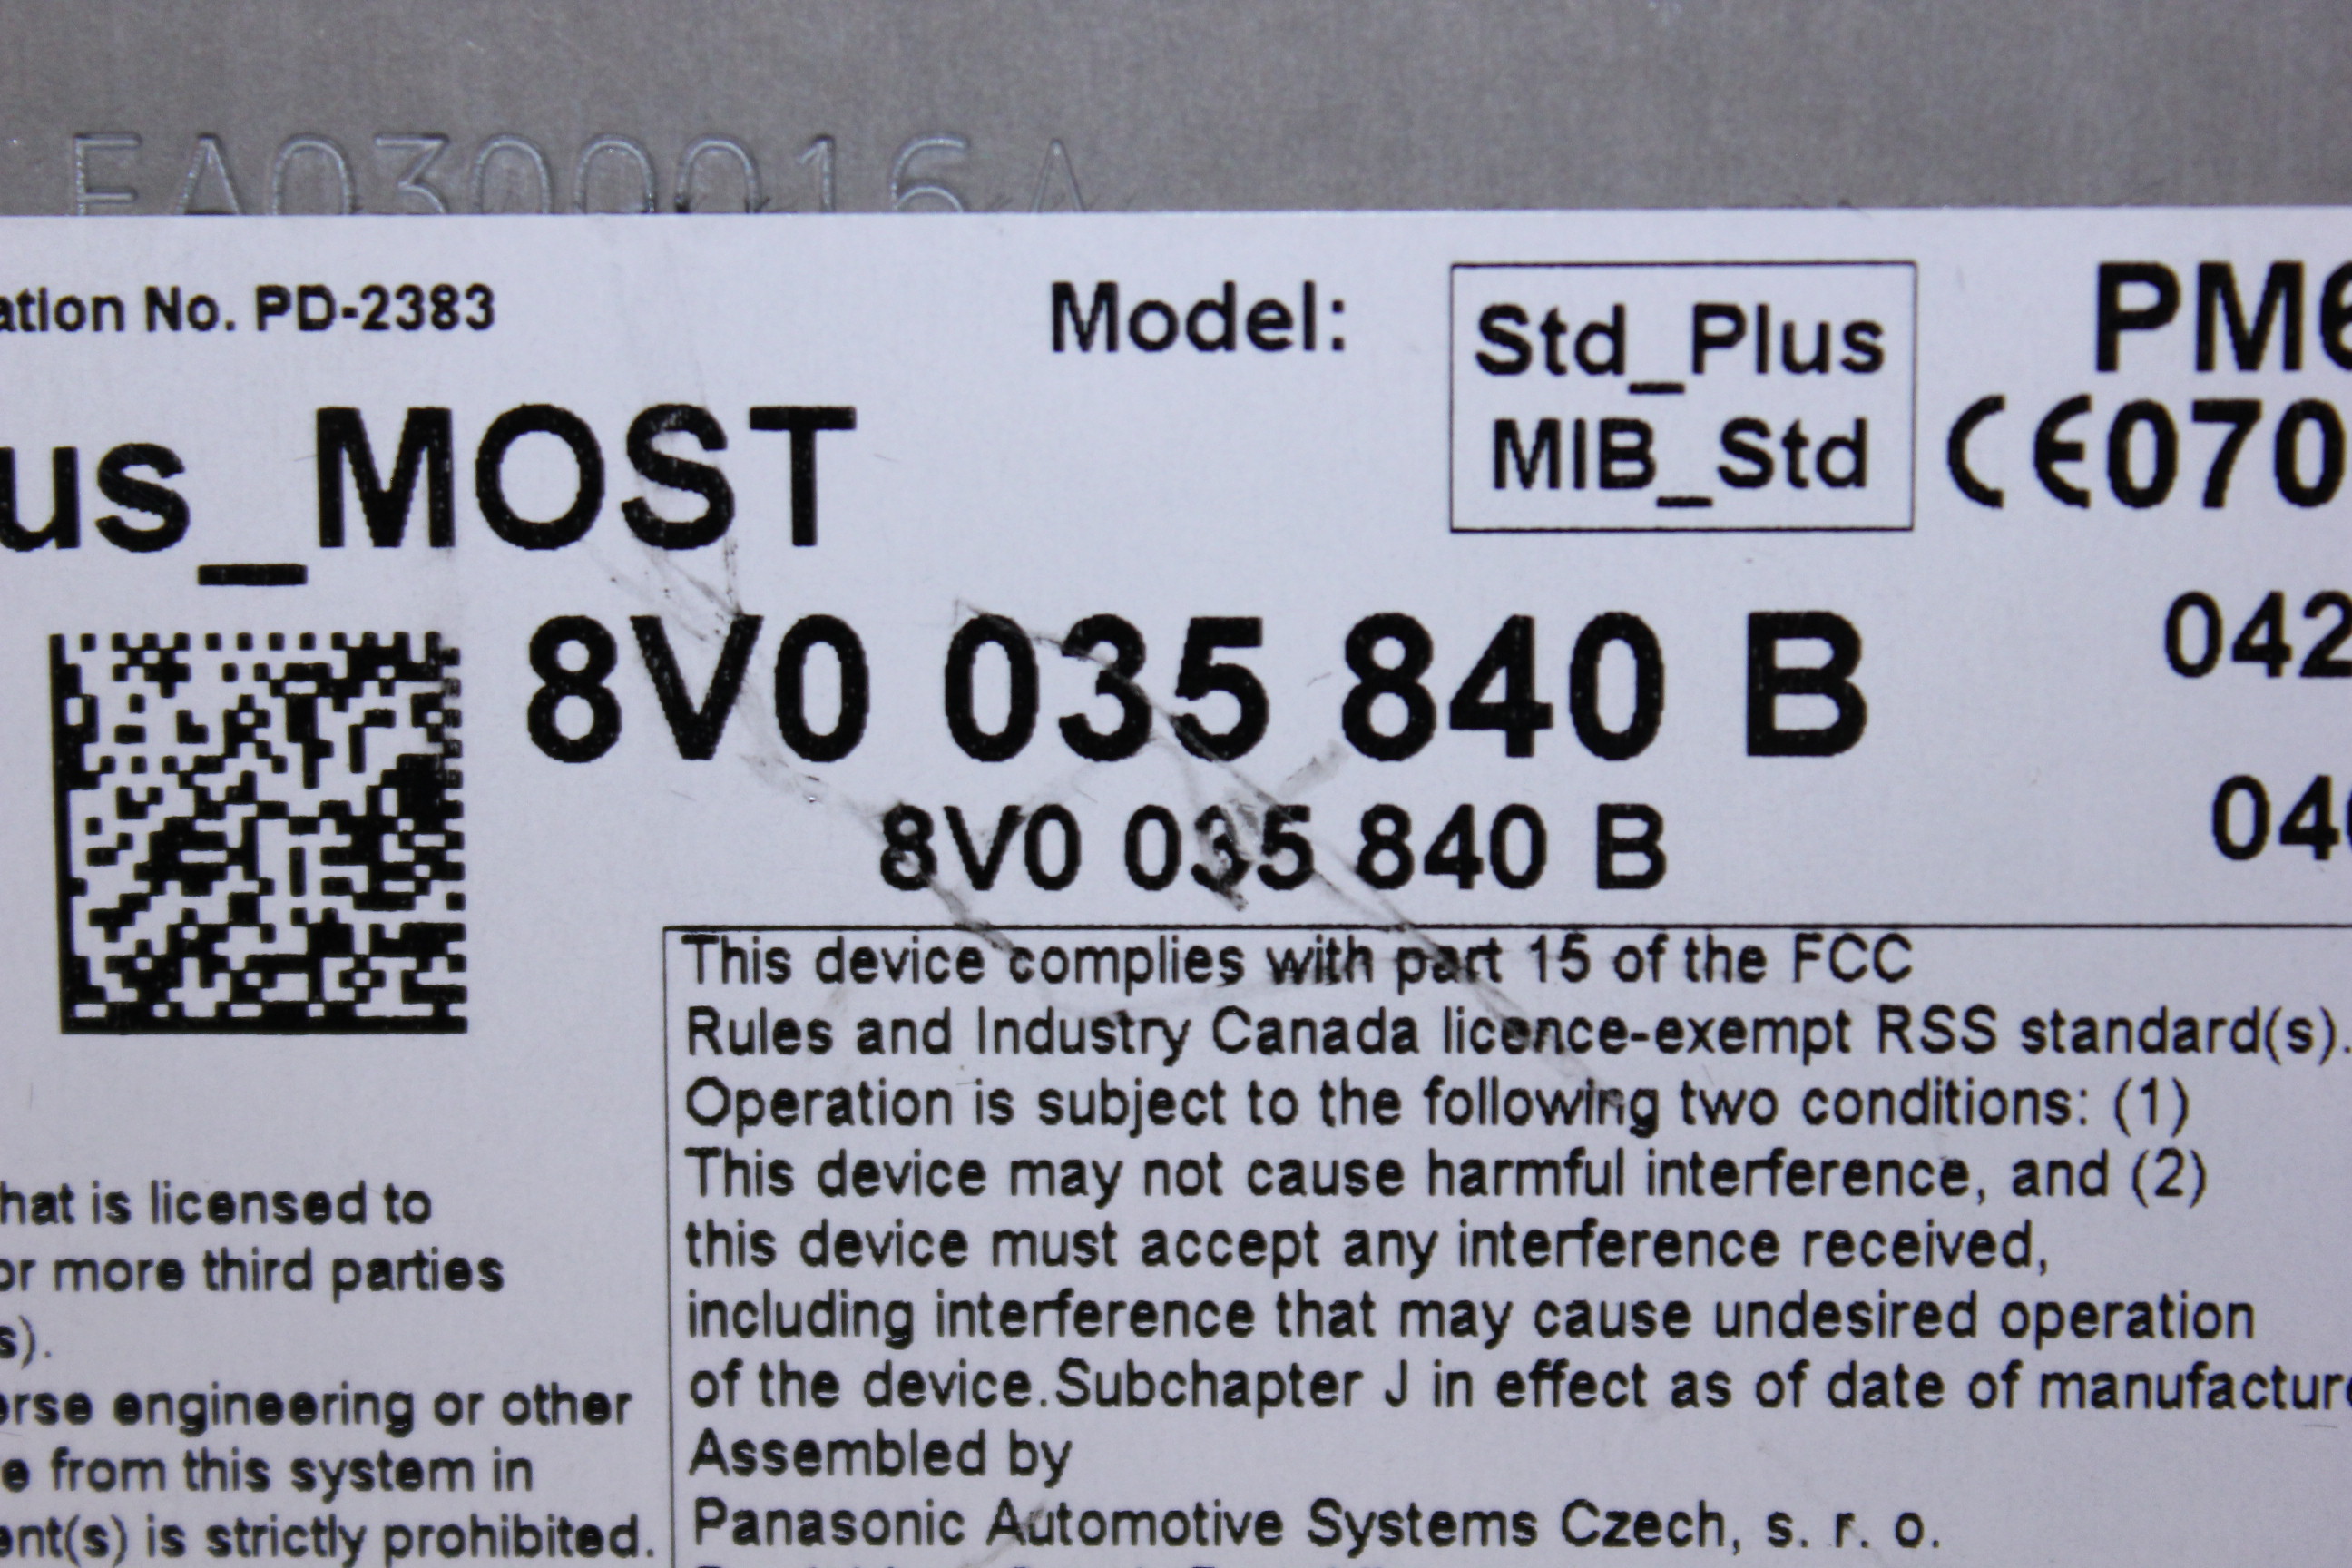 EA0300016A
ation No. PD-2383
Model:
Std_Plus
MIB_Std
PM6
CE070
us_MOST
8V0 035 840 B
042
8V0 035 840 B
040
This device complies with part 15 of the FCC
Rules and Industry Canada licence-exempt RSS standard(s).
Operation is subject to the following two conditions: (1)
This device may not cause harmful interference, and (2)
this device must accept any interference received,
including interference that may cause undesired operation
of the device.Subchapter J in effect as of date of manufacture
Assembled by
Panasonic Automotive Systems Czech, s. r. o.
hat is licensed to
or more third parties
s).
erse engineering or other
e from this system in
ent(s) is strictly prohibited.